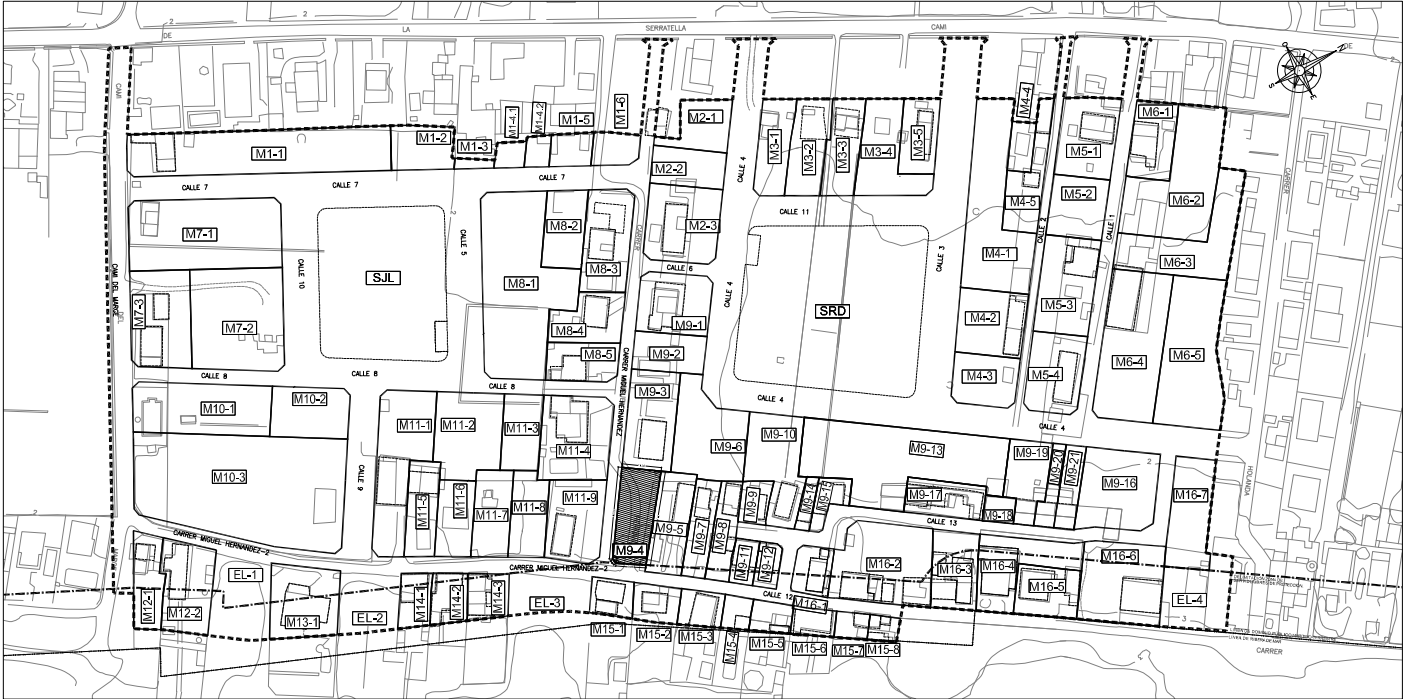 2
2
DE
LA
SERRATELLA
CAMI
DE
CAMI
M1-1
M1-2
M1-3
M1-4.1
M1-4.2
M1-5
M1-6
M2-1
M2-2
M2-3
M3-1
M3-2
M3-3
M3-4
M3-5
M4-4
M4-5
M5-1
M5-2
M6-1
M6-2
M6-3
CALLE 7
CALLE 7
CALLE 7
CALLE 4
CALLE 11
CALLE 2
CALLE 1
CARRER
N
E
S
O
M7-1
M7-2
M7-3
CAMI DEL MARGE
DEL
CALLE 10
SJL
2
CALLE 5
M8-1
M8-2
M8-3
M8-4
M8-5
CARRER
CALLE 6
CALLE 4
M9-1
M9-2
M9-3
CARRER MIGUEL HERNANDEZ
SRD
CALLE 3
M4-1
M4-2
M4-3
M5-3
M5-4
M6-4
M6-5
CALLE 8
CALLE 8
CALLE 8
CALLE 4
CALLE 4
M10-1
M10-2
M10-3
CALLE 9
M11-1
M11-2
M11-3
M11-4
M11-5
M11-6
M11-7
M11-8
M11-9
M9-4
M9-5
M9-6
M9-7
M9-8
M9-9
M9-10
M9-11
M9-12
M9-13
M9-14
M9-15
M9-16
M9-17
M9-18
M9-19
M9-20
M9-21
2
M16-7
HOLANDA
2
2
CALLE 13
CARRER MIGUEL HERNANDEZ-2
CARRER MIGUEL HERNANDEZ-2
CALLE 12
M12-1
M12-2
EL-1
M13-1
EL-2
M14-1
M14-2
M14-3
EL-3
M15-1
M15-2
M15-3
M15-4
M15-5
M15-6
M15-7
M15-8
M16-1
M16-2
M16-3
M16-4
M16-5
M16-6
EL-4
3
CARRER